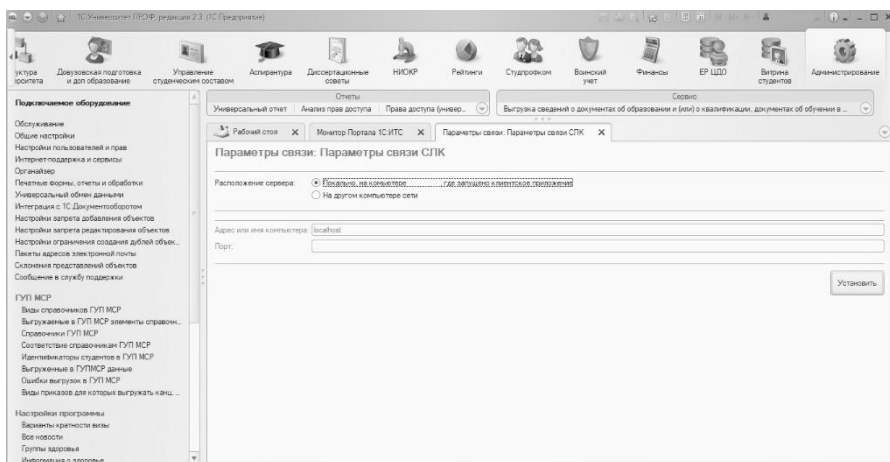 1С:Университет ПРОФ, редакция 2.3 (1С:Предприятие)
M M+ M-
Довузовская подготовка и доп образование
Управление студенческим составом
Аспирантура
Диссертационные советы
НИОКР
Рейтинги
Студпрофком
Воинский учет
Финансы
ЕР ЦДО
Витрина студентов
Администрирование
Подключаемое оборудование
Обслуживание
Общие настройки
Настройки пользователей и прав
Интернет-поддержка и сервисы
Органайзер
Печатные формы, отчеты и обработки
Универсальный обмен данными
Интеграция с 1С:Документооборотом
Настройки запрета добавления объектов
Настройки запрета редактирования объектов
Настройки ограничения создания дублей объек...
Пакеты адресов электронной почты
Склонения представлений объектов
Сообщение в службу поддержки
ГУП МСР
Виды справочников ГУП МСР
Выгружаемые в ГУП МСР элементы справочн...
Справочники ГУП МСР
Соответствие справочникам ГУП МСР
Идентификаторы студентов в ГУП МСР
Выгруженные в ГУПМСР данные
Ошибки выгрузок в ГУП МСР
Виды приказов для которых выгружать канц. ...
Настройки программы
Варианты кратности визы
Все новости
Группы здоровья
Информация о здоровье
Отчеты
Универсальный отчет
Анализ прав доступа
Права доступа (универ...
Сервис
Выгрузка сведений о документах об образовании и (или) о квалификации, документах об обучении в ...
Рабочий стол
Монитор Портала 1С:ИТС
Параметры связи: Параметры связи СЛК
Параметры связи: Параметры связи СЛК
Расположение сервера:
Локально, на компьютере, где запущено клиентское приложение
На другом компьютере сети
Адрес или имя компьютера: localhost
Порт:
Установить